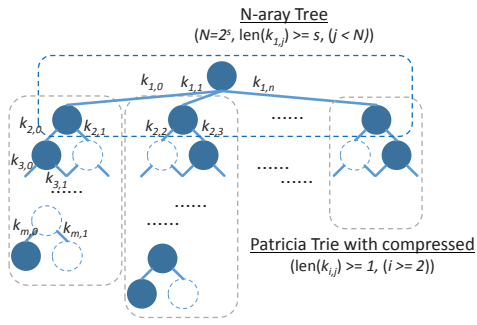 N-aray Tree
(N=2^s, len(k_{1,j}) >= s, (j < N))
k_{1,0} k_{1,1} k_{1,n}
......
k_{2,0} k_{2,1} k_{2,2} k_{2,3}
k_{3,0}
k_{3,1}
......
......
......
......
......
k_{m,0} k_{m,1}
Patricia Trie with compressed
(len(k_{i,j}) >= 1, (i >= 2))